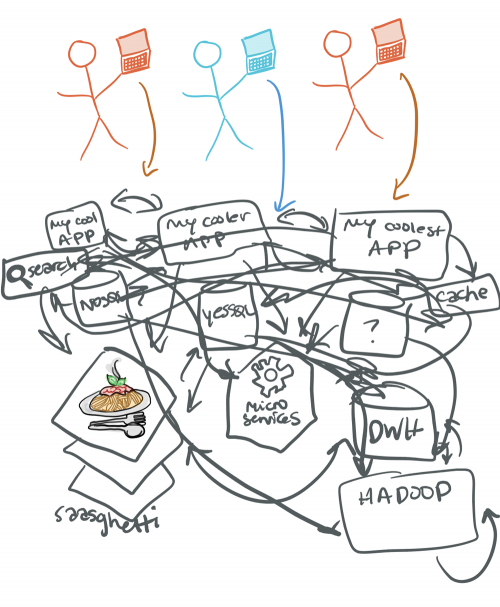 my cool
APP
my cooler
APP
my coolest
APP
search
nosql
yessql
?
cache
micro
services
DWH
HADOOP
saasghetti